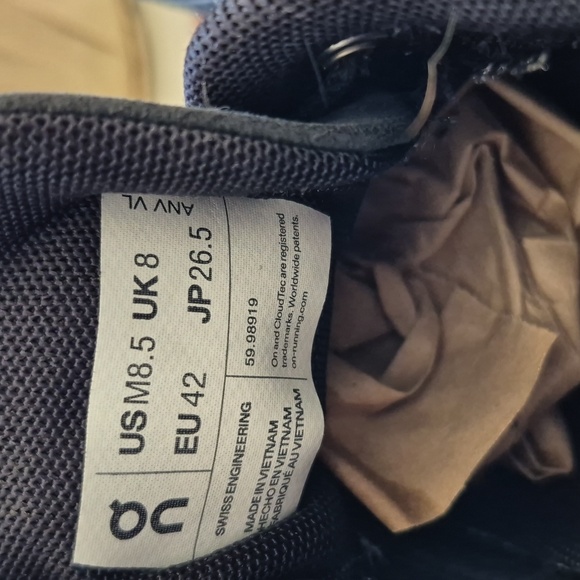 on
US M8.5 UK 8
EU 42 JP 26.5
ANV VL
SWISS ENGINEERING
59.98919
MADE IN VIETNAM
HECHO EN VIETNAM
FABRIQUÉ AU VIETNAM
On and CloudTec are registered
trademarks. Worldwide patents.
on-running.com